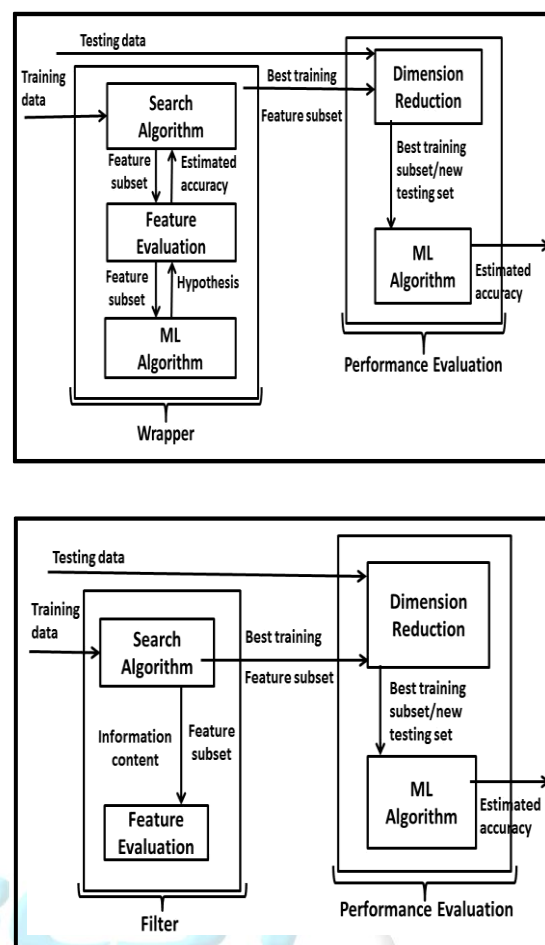 Testing data
Training
data
Search
Algorithm
Feature
subset
Estimated
accuracy
Feature
Evaluation
Feature
subset
Hypothesis
ML
Algorithm
Wrapper
Best training
Feature subset
Dimension
Reduction
Best training
subset/new
testing set
ML
Algorithm
Estimated
accuracy
Performance Evaluation
Testing data
Training
data
Search
Algorithm
Information
content
Feature
subset
Feature
Evaluation
Filter
Best training
Feature subset
Dimension
Reduction
Best training
subset/new
testing set
ML
Algorithm
Estimated
accuracy
Performance Evaluation